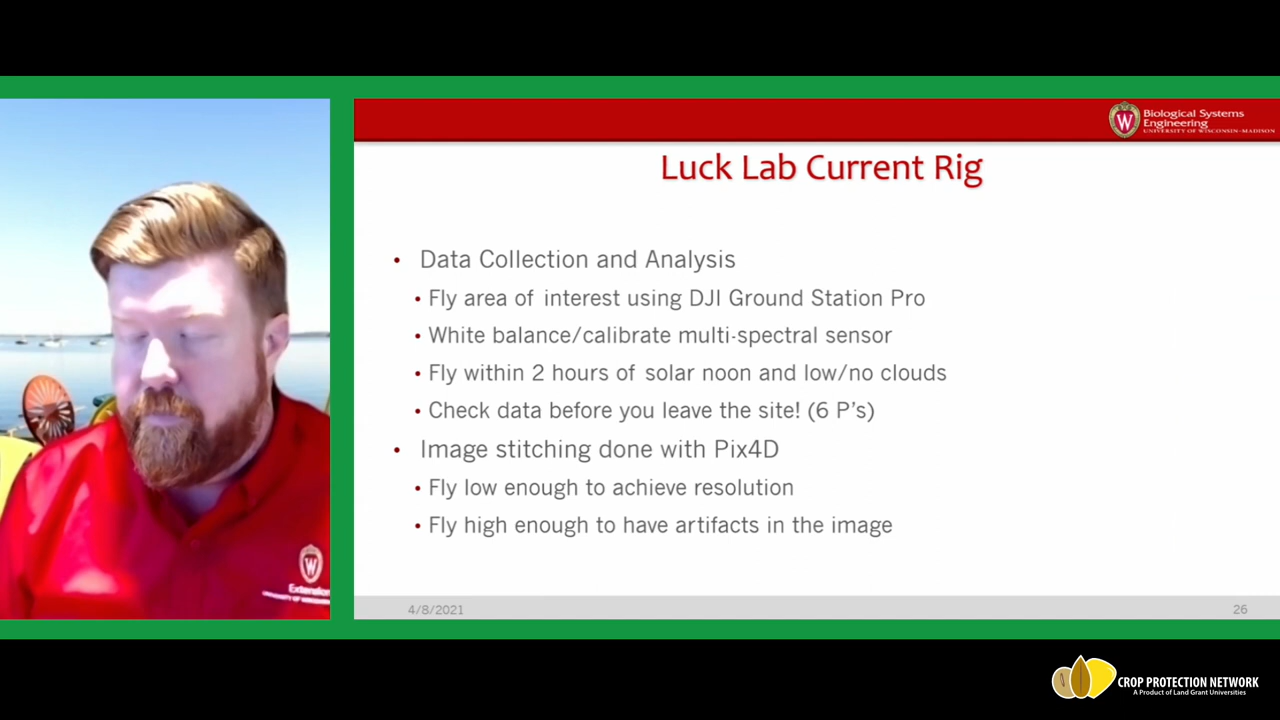 W
Biological Systems
Engineering
UNIVERSITY OF WISCONSIN-MADISON
Luck Lab Current Rig
• Data Collection and Analysis
• Fly area of interest using DJI Ground Station Pro
• White balance/calibrate multi-spectral sensor
• Fly within 2 hours of solar noon and low/no clouds
• Check data before you leave the site! (6 P's)
• Image stitching done with Pix4D
• Fly low enough to achieve resolution
• Fly high enough to have artifacts in the image
W
Extension
4/8/2021
26
CROP PROTECTION NETWORK
A Product of Land Grant Universities